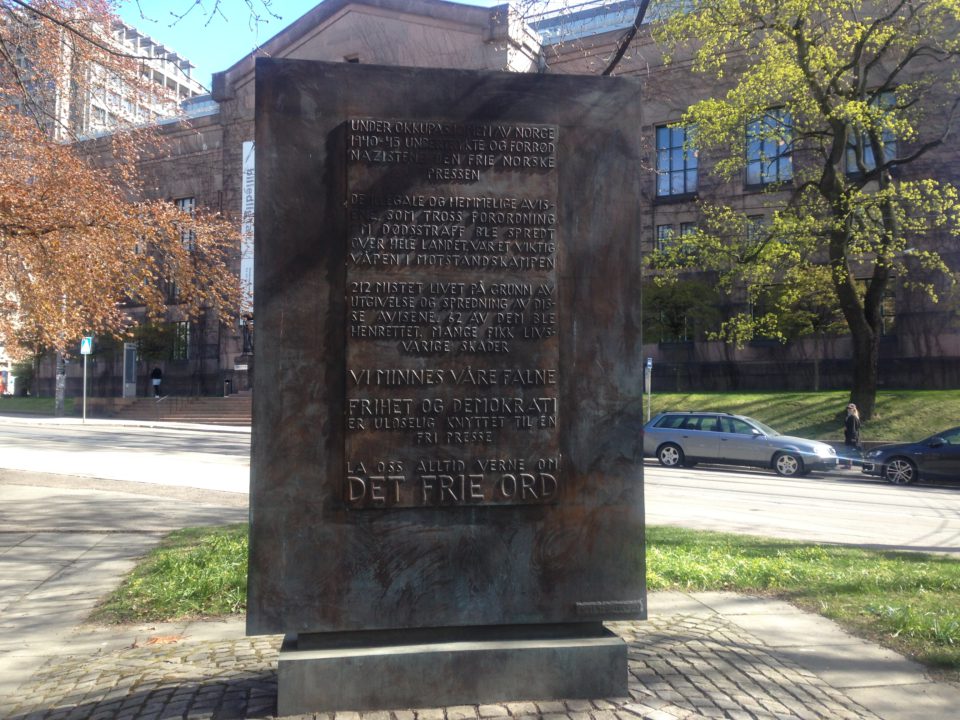 UNDER OKKUPASJONEN AV NORGE
1940-45 UNDERTRYKTE OG FORBØD
NAZISTENE DEN FRIE NORSKE
PRESSEN
DE ILLEGALE OG HEMMELIGE AVIS-
ENE, SOM TROSS FORORDNING
M DØDSSTRAFF BLE SPREDT
OVER HELE LANDET, VAR ET VIKTIG
VÅPEN I MOTSTANDSKAMPEN
212 MISTET LIVET PÅ GRUNN AV
UTGIVELSE OG SPREDNING AV DIS-
SE AVISENE. 62 AV DEM BLE
HENRETTET. MANGE FIKK LIVS-
VARIGE SKADER
VI MINNES VÅRE FALNE
FRIHET OG DEMOKRATI
ER ULØSELIG KNYTTET TIL EN
FRI PRESSE
LA OSS ALLTID VERNE OM
DET FRIE ORD